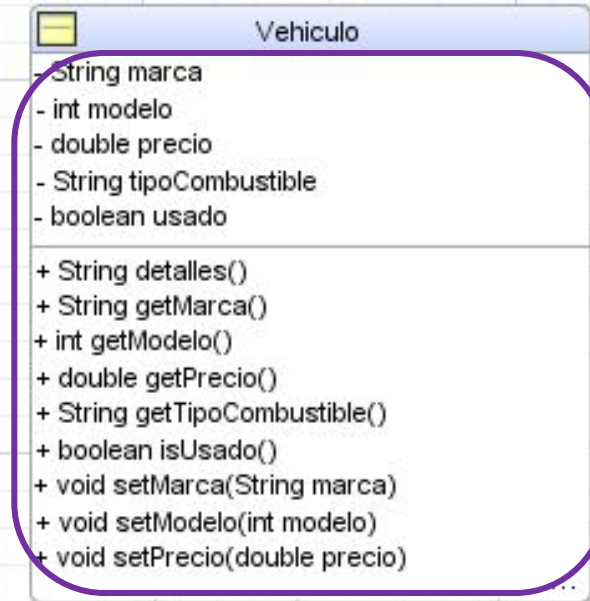 Vehiculo
- String marca
- int modelo
- double precio
- String tipoCombustible
- boolean usado
+ String detalles()
+ String getMarca()
+ int getModelo()
+ double getPrecio()
+ String getTipoCombustible()
+ boolean isUsado()
+ void setMarca(String marca)
+ void setModelo(int modelo)
+ void setPrecio(double precio)
...